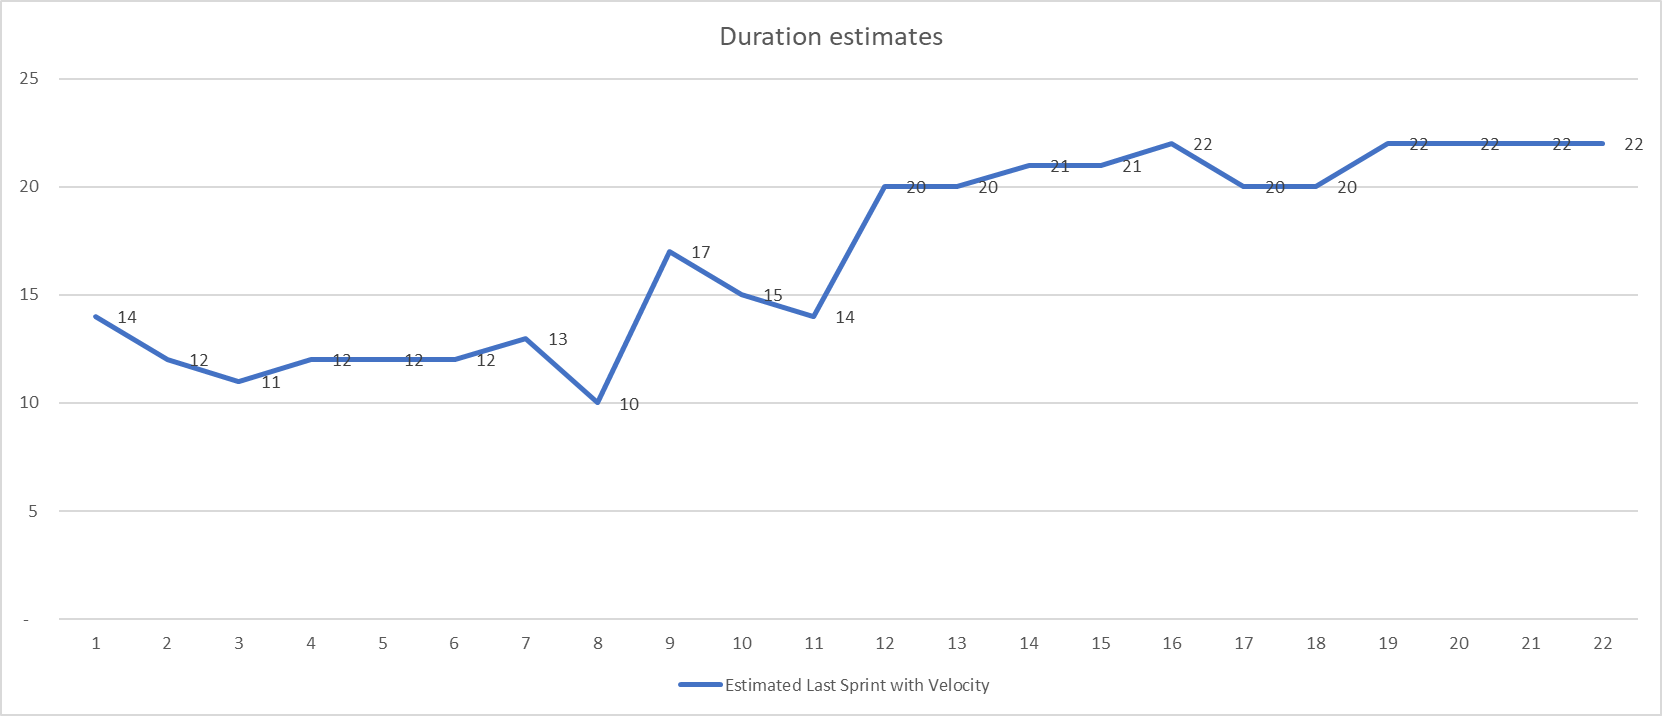 Duration estimates
25
20
15
10
5
-
14 12 11 12 12 12 13 10 17 15 14 20 20 21 21 22 20 20 22 22 22 22
1 2 3 4 5 6 7 8 9 10 11 12 13 14 15 16 17 18 19 20 21 22
Estimated Last Sprint with Velocity